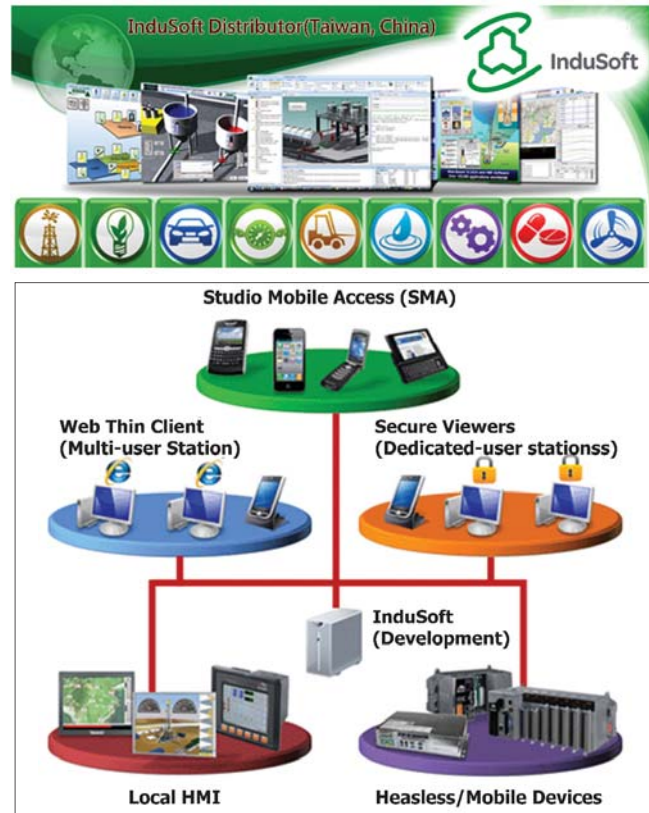 InduSoft Distributor(Taiwan, China)
InduSoft
Studio Mobile Access (SMA)
Web Thin Client
(Multi-user Station)
Secure Viewers
(Dedicated-user stationss)
InduSoft
(Development)
Local HMI
Heasless/Mobile Devices